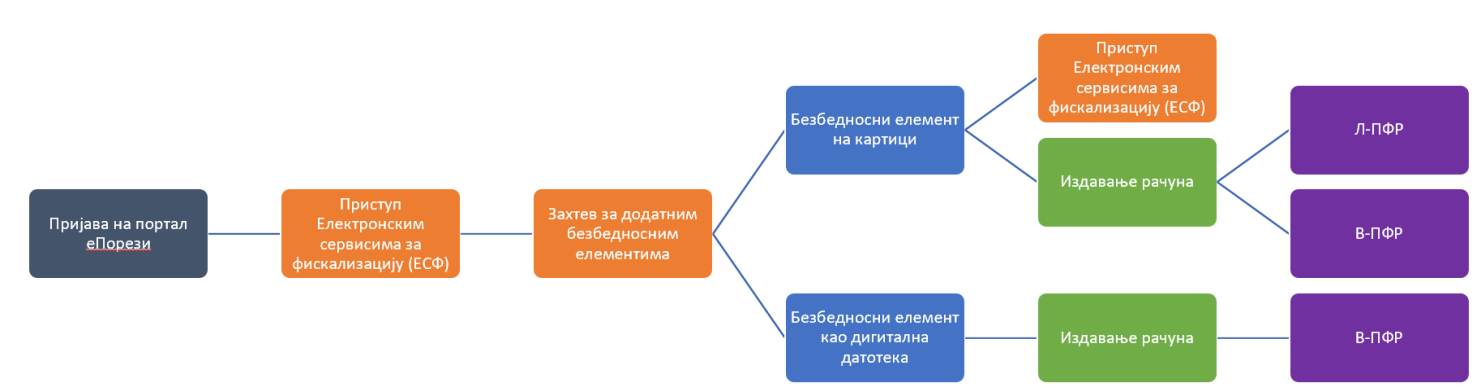 Пријава на портал
еПорези
Приступ
Електронским
сервисима за
фискализацију (ЕСФ)
Захтев за додатним
безбедносним
елементима
Безбедносни елемент
на картици
Приступ
Електронским
сервисима за
фискализацију (ЕСФ)
Издавање рачуна
Л-ПФР
В-ПФР
Безбедносни елемент
као дигитална
датотека
Издавање рачуна
В-ПФР